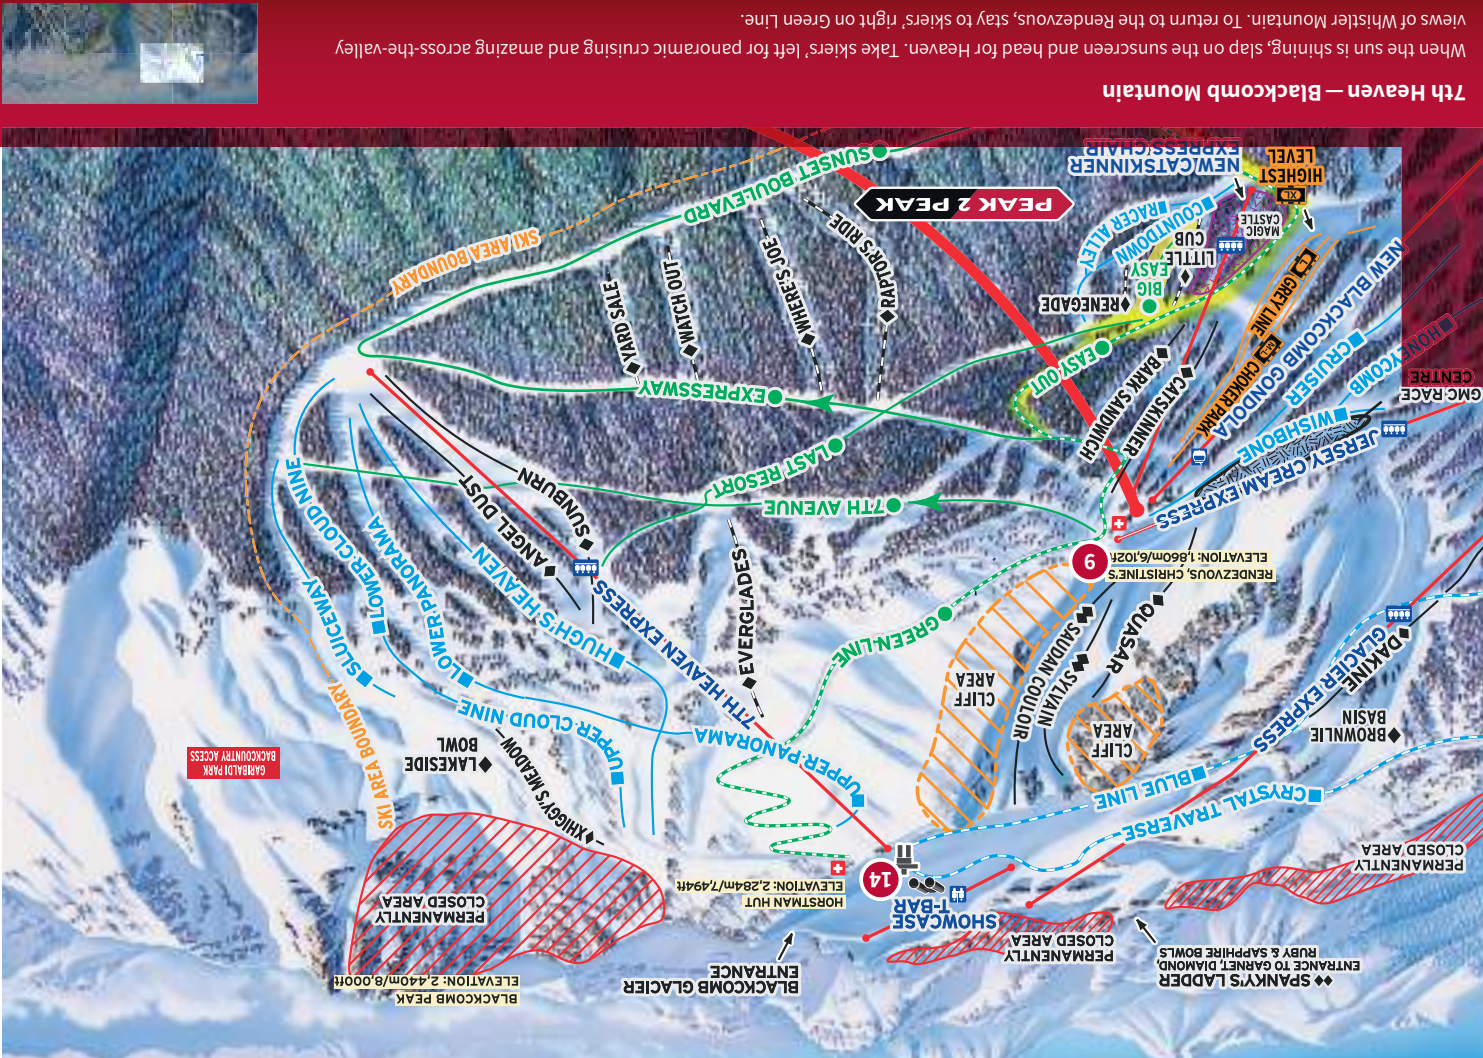 BLACKCOMB PEAK
ELEVATION: 2,440m/8,000ft
SPANKY'S LADDER
ENTRANCE TO GARNET, DIAMOND,
RUBY & SAPPHIRE BOWLS
BLACKCOMB GLACIER
ENTRANCE
PERMANENTLY
CLOSED AREA
PERMANENTLY
CLOSED AREA
PERMANENTLY
CLOSED AREA
SHOWCASE
T-BAR
14
HORSTMAN HUT
ELEVATION: 2,284m/7,494ft
CRYSTAL TRAVERSE
BLUE LINE
BROWNLIE
BASIN
DAKINE
GLACIER EXPRESS
GARIBALDI PARK
BACKCOUNTRY ACCESS
SKI AREA BOUNDARY
XHIGGY'S MEADOW
LAKESIDE
BOWL
UPPER CLOUD NINE
UPPER PANORAMA
7TH HEAVEN EXPRESS
CLIFF
AREA
CLIFF
AREA
SYLVAIN
SAUDAN COULOIR
QUASAR
EVERGLADES
GREEN LINE
HUGH'S HEAVEN
LOWER PANORAMA
LOWER CLOUD NINE
SLUICEWAY
RENDEZVOUS, CHRISTINE'S
ELEVATION: 1,860m/6,102ft
9
ANGEL DUST
SUNBURN
7TH AVENUE
LAST RESORT
EXPRESSWAY
JERSEY CREAM EXPRESS
WISHBONE
GMC RACE
CENTRE
HONEYCOMB
CRUISER
NEW BLACKCOMB GONDOLA
CHOKER PARK
M-L
GREY LINE
CATSKINNER
BARK SANDWICH
EASY OUT
RENEGADE
BIG
EASY
LITTLE
CUB
MAGIC
CASTLE
COUNTDOWN
RACER ALLEY
NEW CATSKINNER
EXPRESS CHAIR
HIGHEST
LEVEL
XL
YARD SALE
WATCH OUT
WHERE'S JOE
RAPTOR'S RIDE
PEAK 2 PEAK
SUNSET BOULEVARD
SKI AREA BOUNDARY
7th Heaven — Blackcomb Mountain
When the sun is shining, slap on the sunscreen and head for Heaven. Take skiers' left for panoramic cruising and amazing across-the-valley
views of Whistler Mountain. To return to the Rendezvous, stay to skiers' right on Green Line.